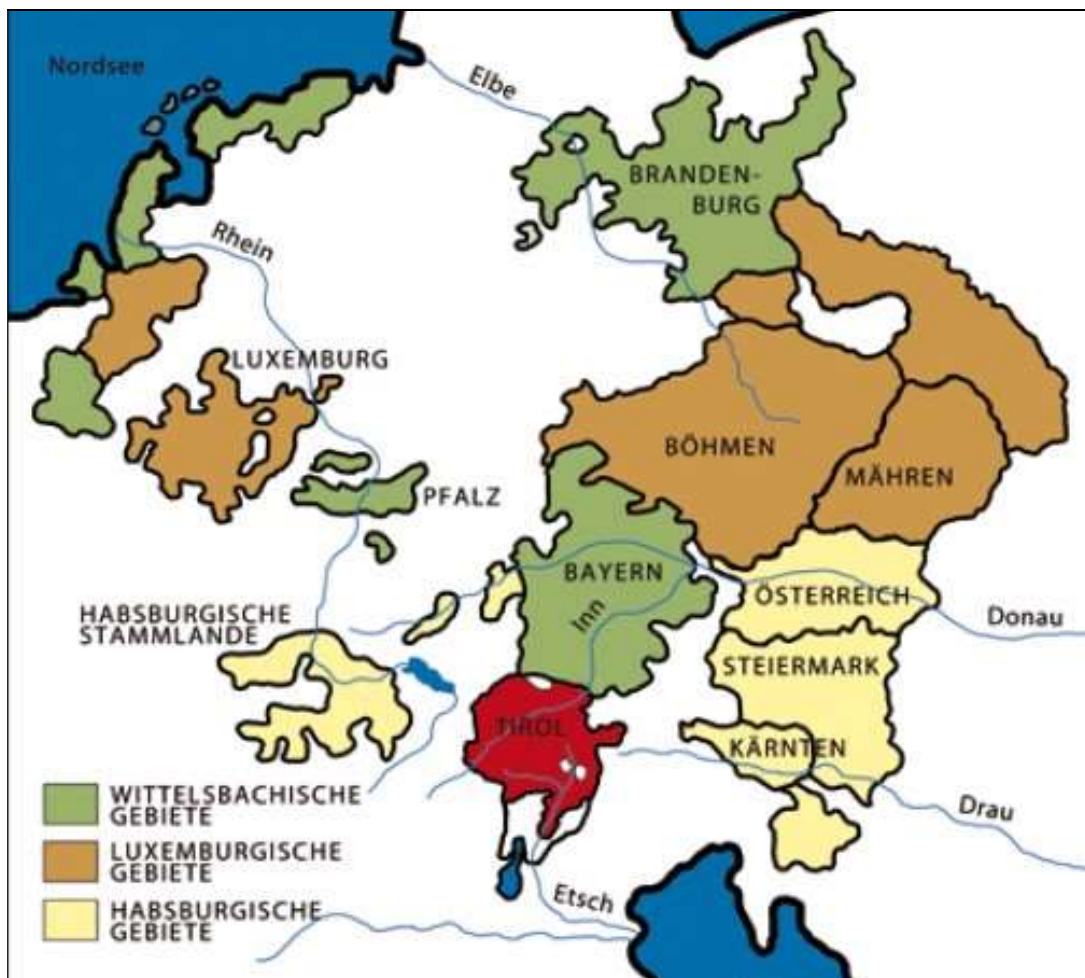 Nordsee
Elbe
BRANDEN-
BURG
Rhein
LUXEMBURG
BÖHMEN
MÄHREN
PFALZ
BAYERN
Inn
ÖSTERREICH
Donau
HABSBURGISCHE
STAMMLANDE
STEIERMARK
TIROL
KÄRNTEN
Drau
Etsch
WITTELSBACHISCHE
GEBIETE
LUXEMBURGISCHE
GEBIETE
HABSBURGISCHE
GEBIETE